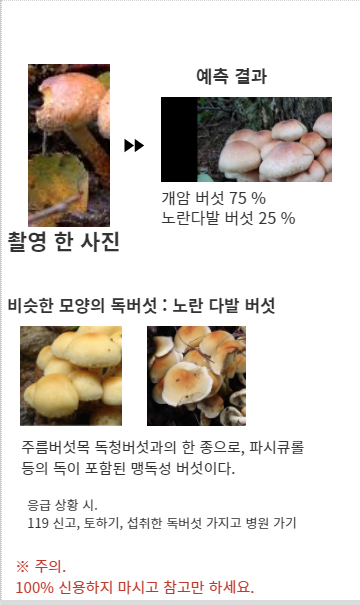 예측 결과
개암 버섯 75 %
노란다발 버섯 25 %
촬영 한 사진
비슷한 모양의 독버섯 : 노란 다발 버섯
주름버섯목 독청버섯과의 한 종으로, 파시큐롤
등의 독이 포함된 맹독성 버섯이다.
응급 상황 시.
119 신고, 토하기, 섭취한 독버섯 가지고 병원 가기
※ 주의.
100% 신용하지 마시고 참고만 하세요.